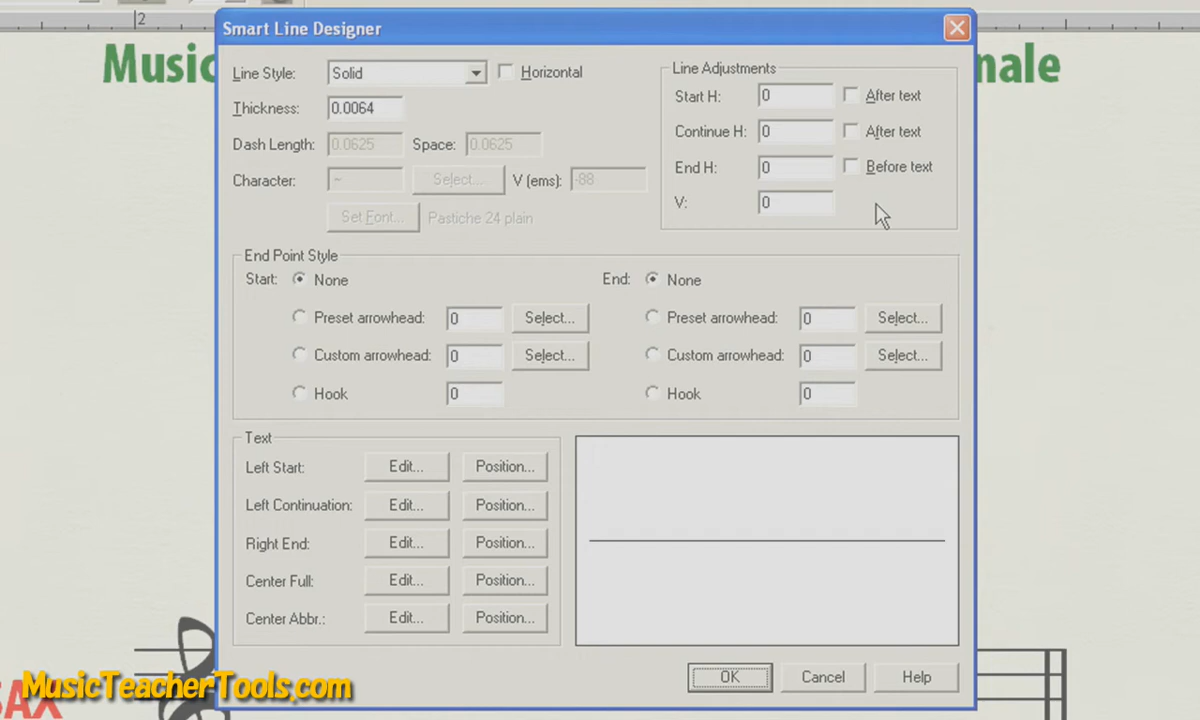 2
Music
nale
Smart Line Designer
Line Style: Solid Horizontal
Thickness: 0.0064
Dash Length: 0.0625 Space: 0.0625
Character: ~ Select... V (ems): -88
Set Font... Pastiche 24 plain
Line Adjustments
Start H: 0 After text
Continue H: 0 After text
End H: 0 Before text
V: 0
End Point Style
Start: None
Preset arrowhead: 0 Select...
Custom arrowhead: 0 Select...
Hook 0
End: None
Preset arrowhead: 0 Select...
Custom arrowhead: 0 Select...
Hook 0
Text
Left Start: Edit... Position...
Left Continuation: Edit... Position...
Right End: Edit... Position...
Center Full: Edit... Position...
Center Abbr.: Edit... Position...
OK Cancel Help
SAX
MusicTeacherTools.com